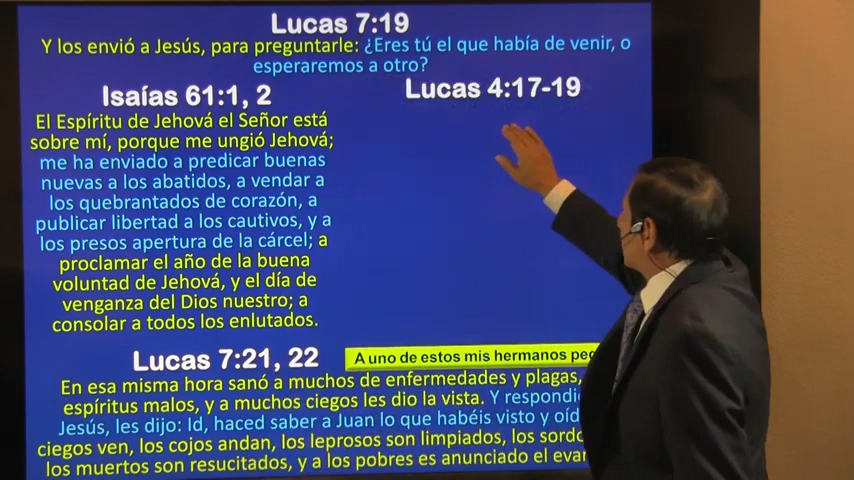 Lucas 7:19
Y los envió a Jesús, para preguntarle: ¿Eres tú el que había de venir, o
esperaremos a otro?
Isaías 61:1, 2
El Espíritu de Jehová el Señor está
sobre mí, porque me ungió Jehová;
me ha enviado a predicar buenas
nuevas a los abatidos, a vendar a
los quebrantados de corazón, a
publicar libertad a los cautivos, y a
los presos apertura de la cárcel; a
proclamar el año de la buena
voluntad de Jehová, y el día de
venganza del Dios nuestro; a
consolar a todos los enlutados.
Lucas 4:17-19
Lucas 7:21, 22
A uno de estos mis hermanos
En esa misma hora sanó a muchos de enfermedades y plagas,
espíritus malos, y a muchos ciegos les dio la vista. Y
Jesús, les dijo: Id, haced saber a Juan lo que habéis visto y
ciegos ven, los cojos andan, los leprosos son limpiados, los
los muertos son resucitados, y a los pobres es anunciado el